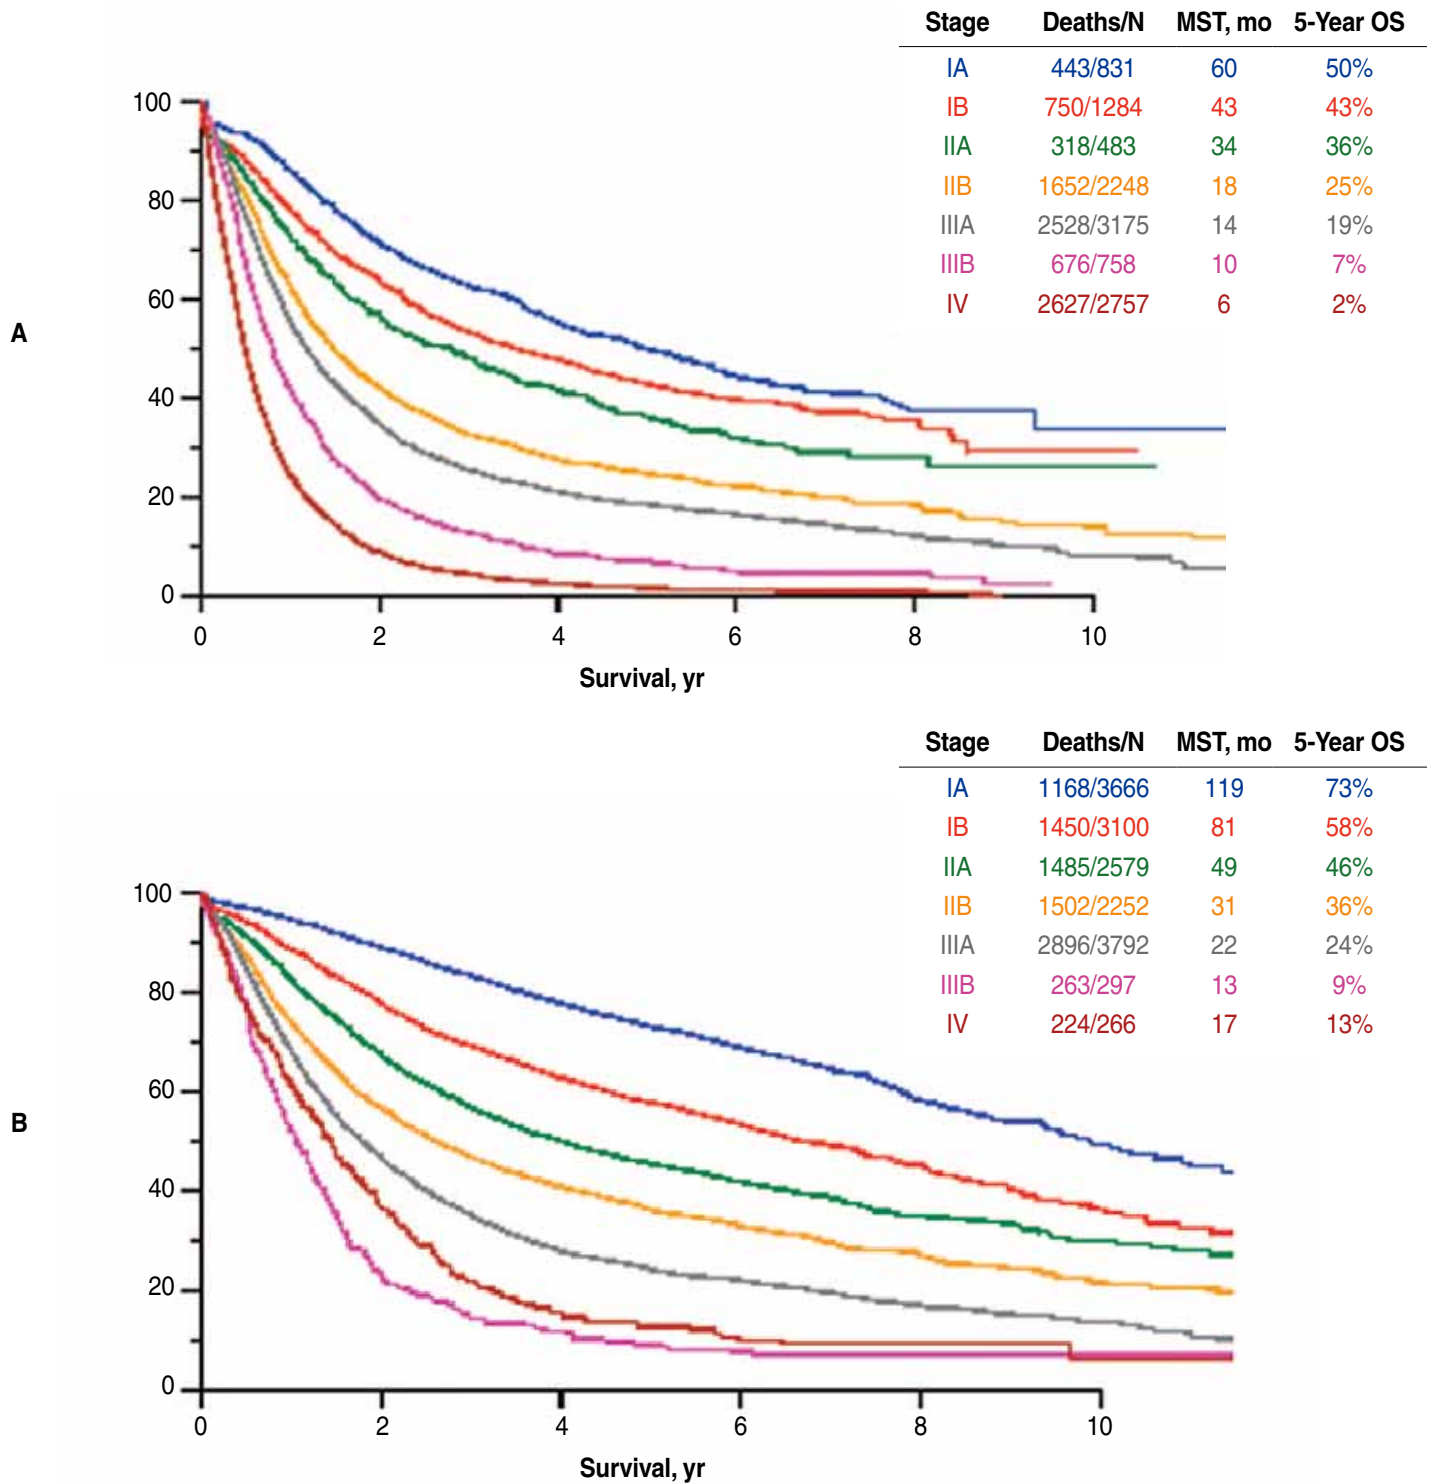 Stage Deaths/N MST, mo 5-Year OS
IA 443/831 60 50%
IB 750/1284 43 43%
IIA 318/483 34 36%
IIB 1652/2248 18 25%
IIIA 2528/3175 14 19%
IIIB 676/758 10 7%
IV 2627/2757 6 2%
A
100
80
60
40
20
0
0 2 4 6 8 10
Survival, yr
Stage Deaths/N MST, mo 5-Year OS
IA 1168/3666 119 73%
IB 1450/3100 81 58%
IIA 1485/2579 49 46%
IIB 1502/2252 31 36%
IIIA 2896/3792 22 24%
IIIB 263/297 13 9%
IV 224/266 17 13%
B
100
80
60
40
20
0
0 2 4 6 8 10
Survival, yr